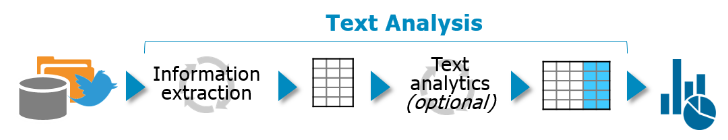 Text Analysis
Information
extraction
Text
analytics
(optional)